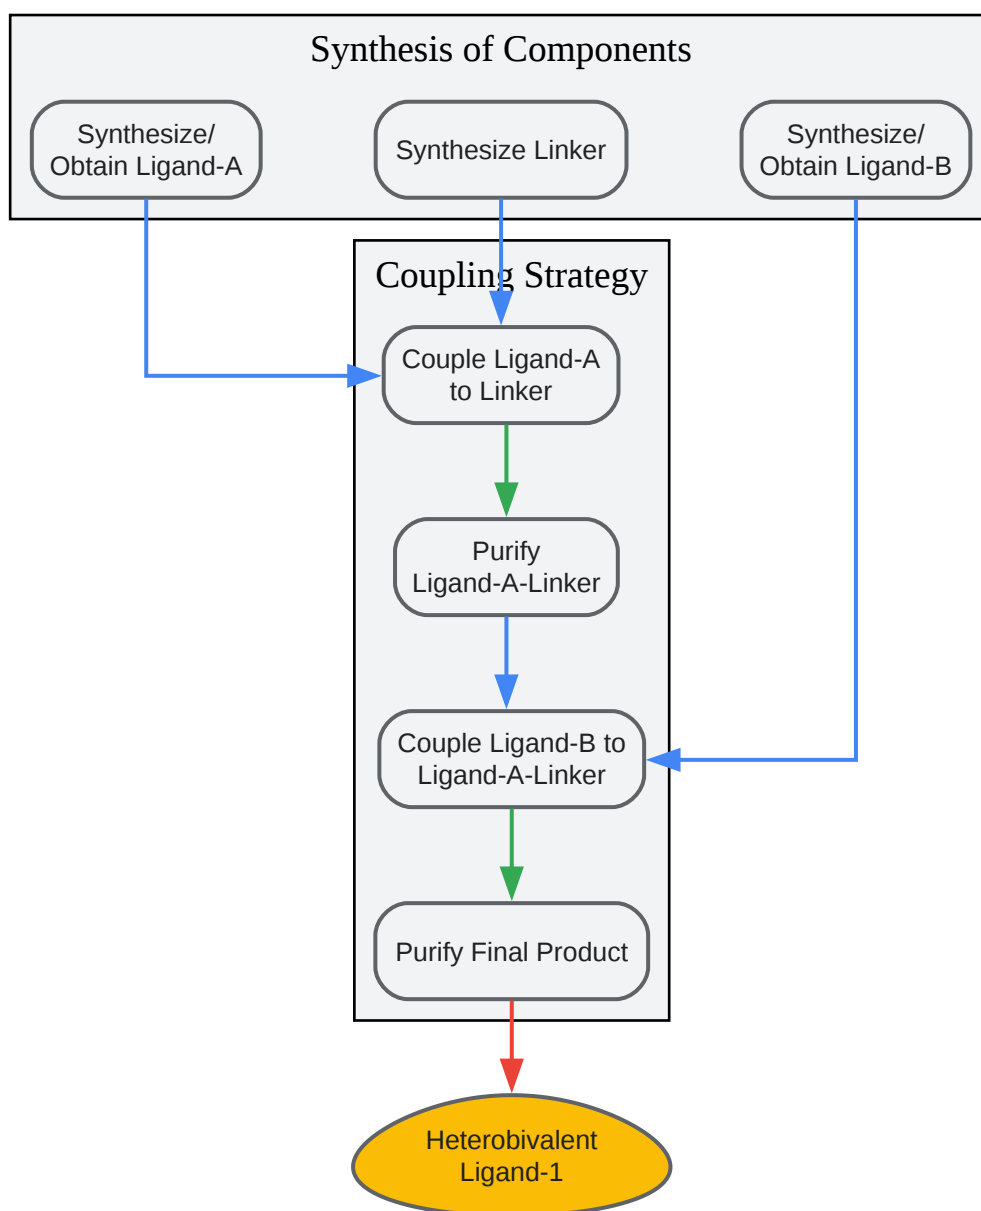 Synthesis of Components
Synthesize/
Obtain Ligand-A
Synthesize Linker
Synthesize/
Obtain Ligand-B
Coupling Strategy
Couple Ligand-A
to Linker
Purify
Ligand-A-Linker
Couple Ligand-B to
Ligand-A-Linker
Purify Final Product
Heterobivalent
Ligand-1